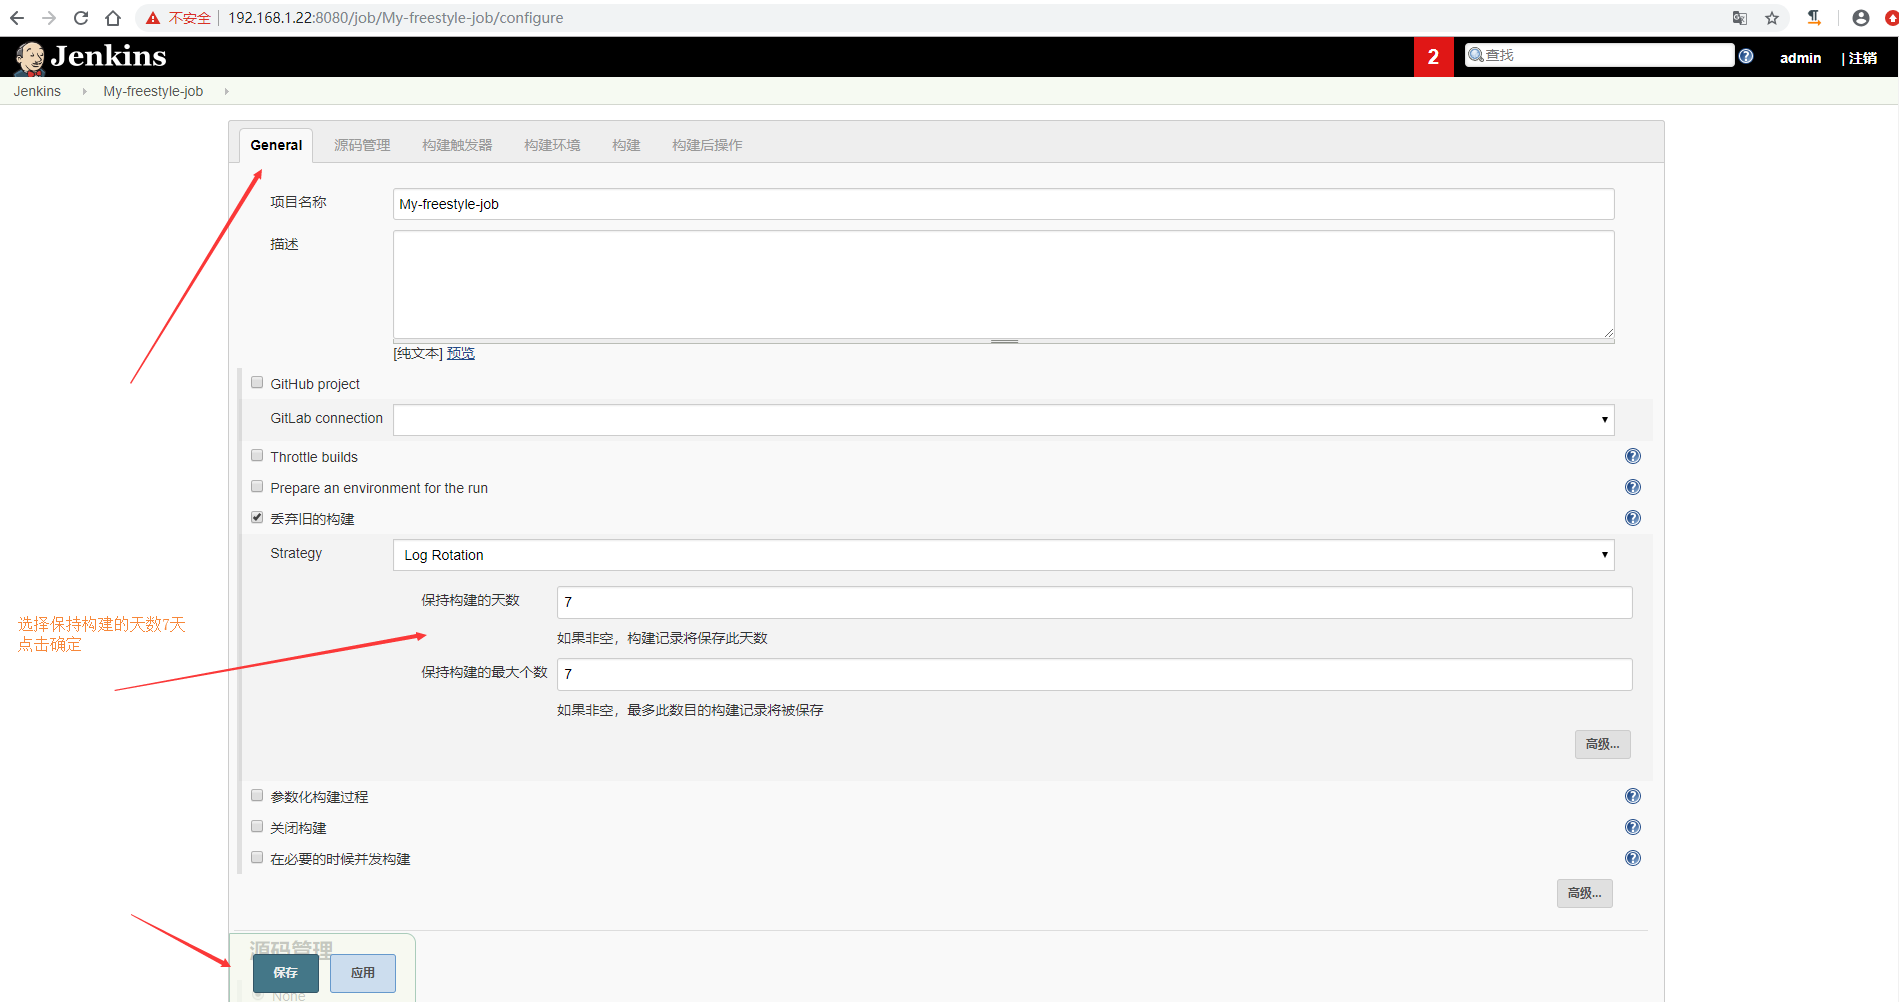 不安全 192.168.1.22:8080/job/My-freestyle-job/configure
Jenkins
2
查找
admin
| 注销
Jenkins
My-freestyle-job
General
源码管理
构建触发器
构建环境
构建
构建后操作
项目名称
My-freestyle-job
描述
[纯文本] 预览
GitHub project
GitLab connection
Throttle builds
Prepare an environment for the run
丢弃旧的构建
Strategy
Log Rotation
保持构建的天数
7
如果非空，构建记录将保存此天数
选择保持构建的天数7天
点击确定
保持构建的最大个数
7
如果非空，最多此数目的构建记录将被保存
高级...
参数化构建过程
关闭构建
在必要的时候并发构建
高级...
源码管理
保存
应用
None